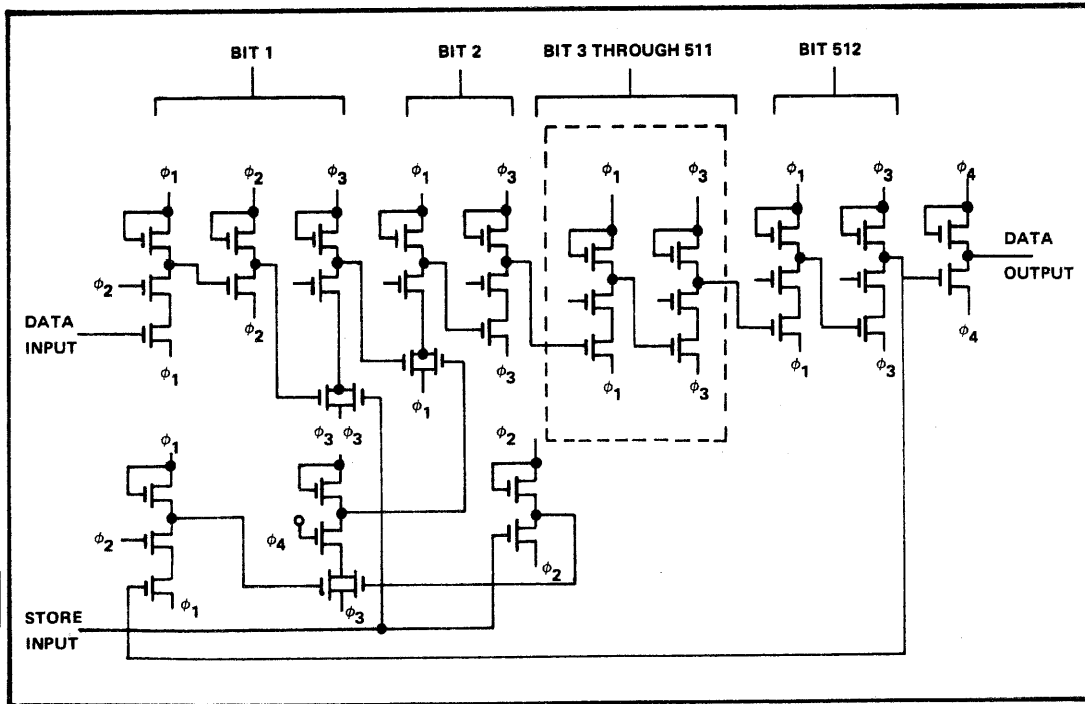 BIT 1 BIT 2 BIT 3 THROUGH 511 BIT 512
ϕ1 ϕ2 ϕ3 ϕ1 ϕ3 ϕ1 ϕ3 ϕ1 ϕ3 ϕ4
DATA OUTPUT
ϕ2
ϕ2
DATA INPUT
ϕ4
ϕ1 ϕ3 ϕ1 ϕ3 ϕ1 ϕ3
ϕ1
ϕ3 ϕ3
ϕ1 ϕ2
ϕ2 ϕ4
ϕ2
ϕ1 ϕ3
STORE INPUT